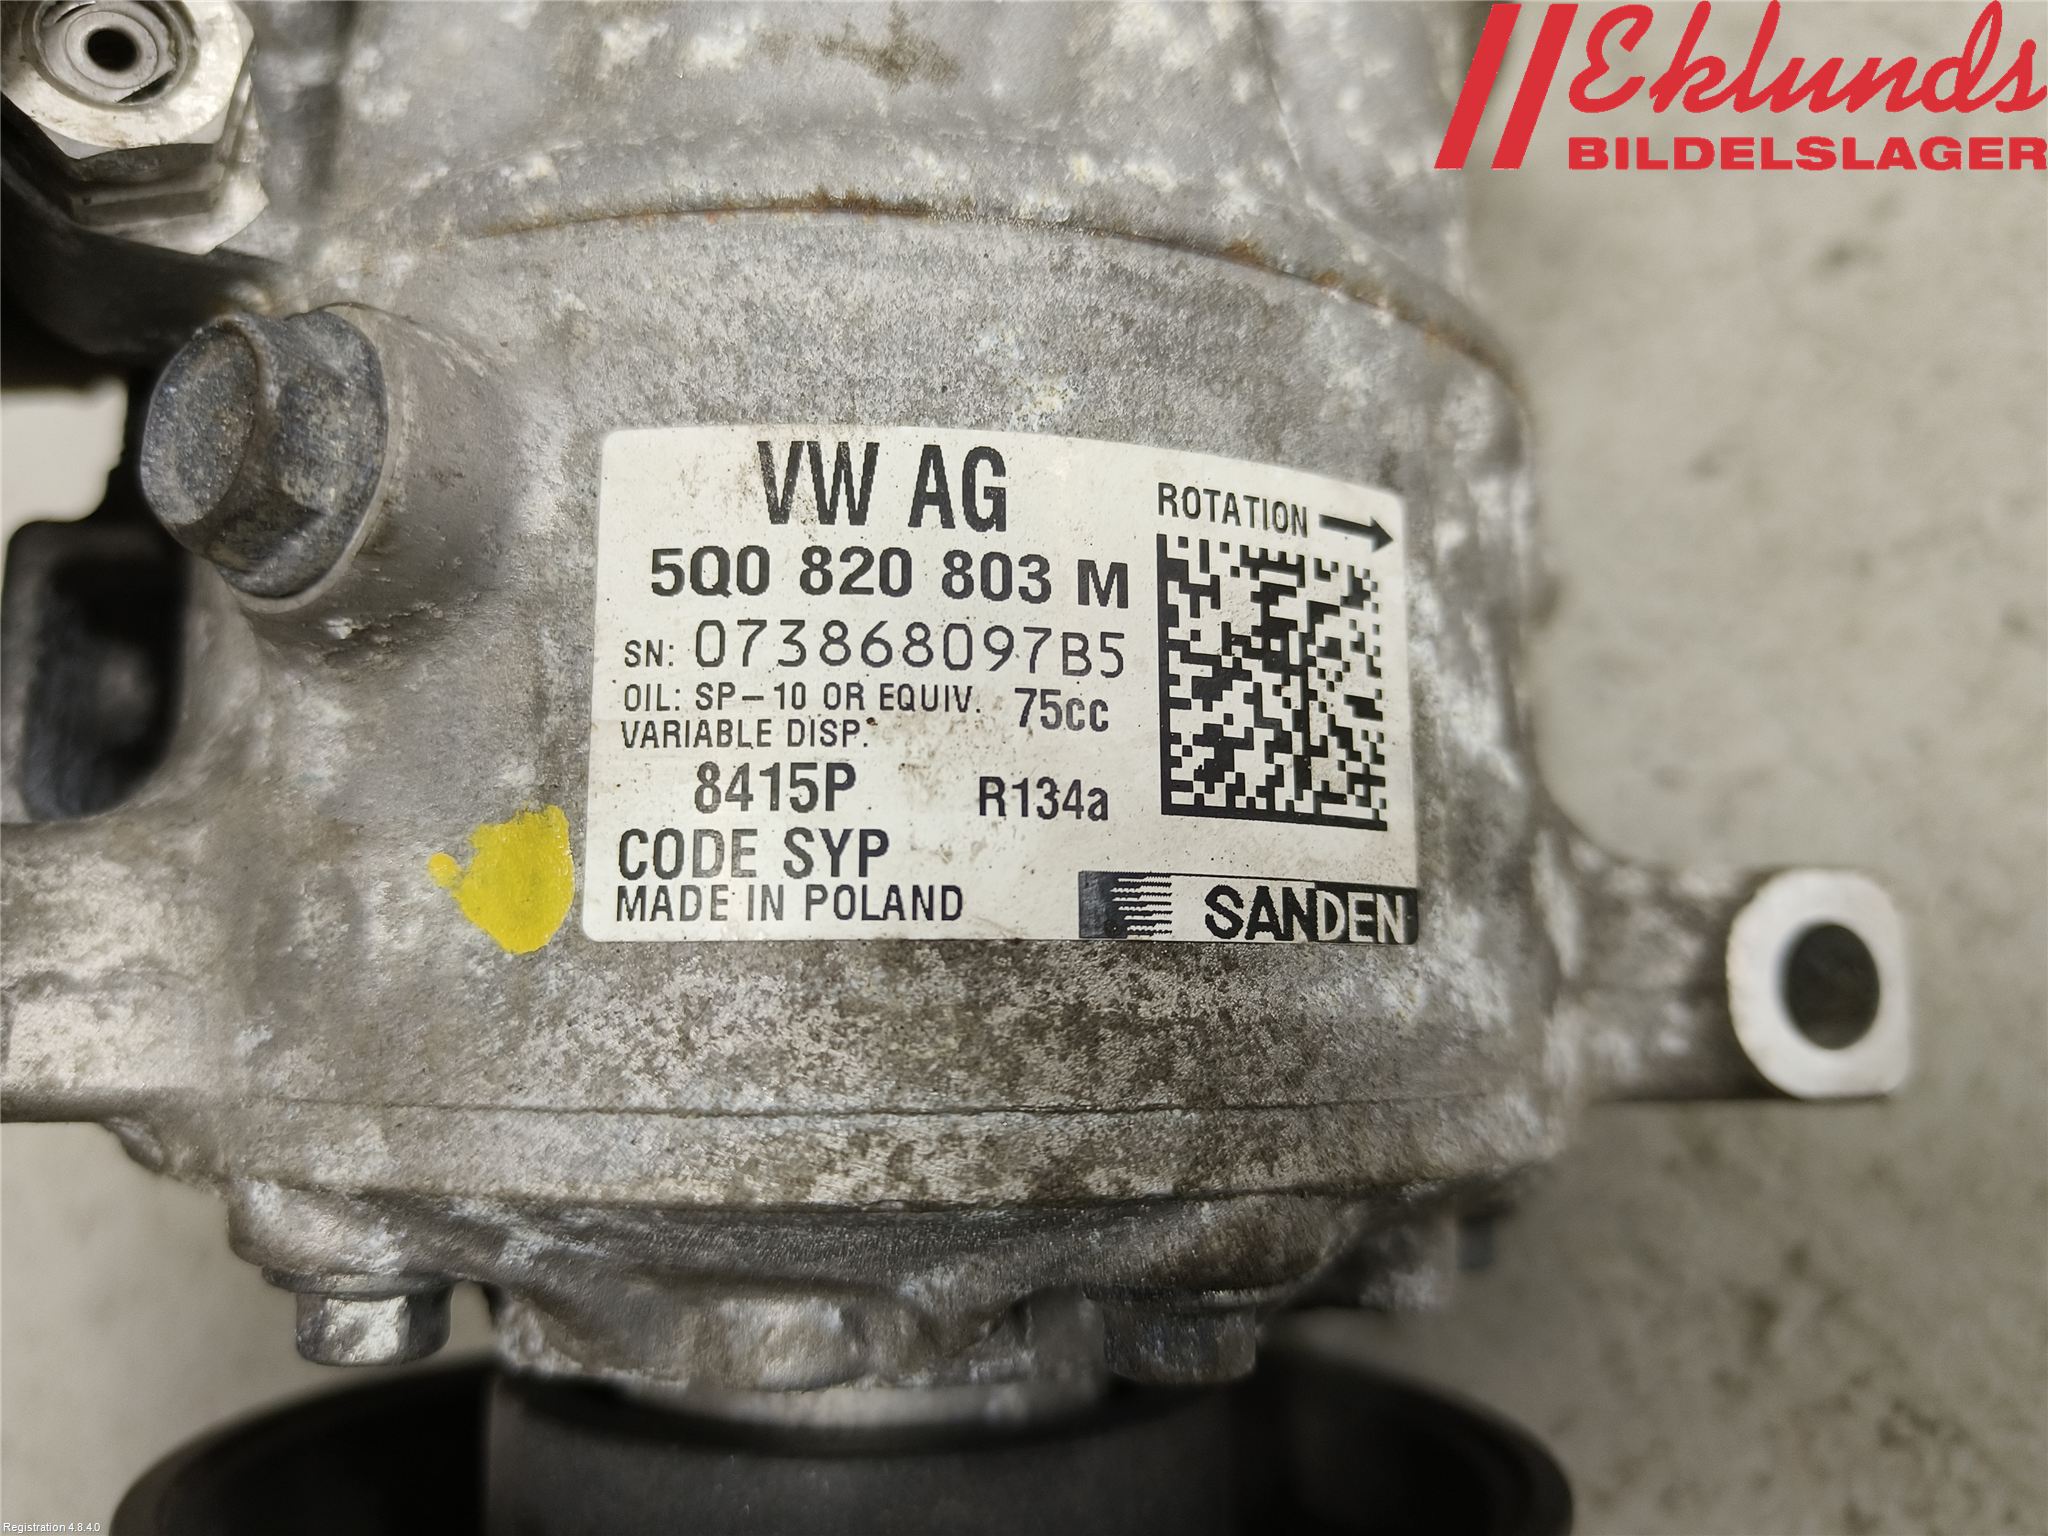 Eklunds
BILDELSLAGER
VW AG
ROTATION
5Q0 820 803 M
SN: 073868097B5
OIL: SP-10 OR EQUIV. 75cc
VARIABLE DISP.
8415P R134a
CODE SYP
MADE IN POLAND
SANDEN
Registration 4.8.4.0